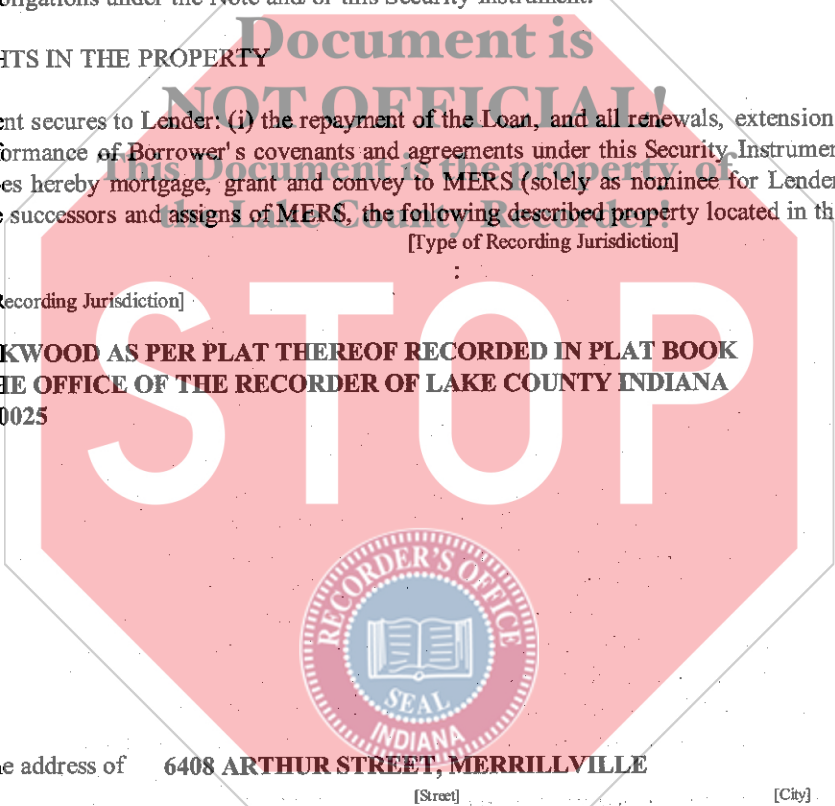 bligations under the Note and/or this Security Instrument.
Document is
HTS IN THE PROPERTY
NOT OFFICIAL!
ent secures to Lender: (i) the repayment of the Loan, and all renewals, extension
formance of Borrower's covenants and agreements under this Security Instrumen
This Document is the property of
es hereby mortgage, grant and convey to MERS (solely as nominee for Lender
the Lake County Recorder!
e successors and assigns of MERS, the following described property located in th
[Type of Recording Jurisdiction]
:
Recording Jurisdiction]
STOP
KWOOD AS PER PLAT THEREOF RECORDED IN PLAT BOOK
HE OFFICE OF THE RECORDER OF LAKE COUNTY INDIANA
0025
RECORDER'S OFFICE
SEAL
INDIANA
e address of 6408 ARTHUR STREET, MERRILLVILLE
[Street] [City]